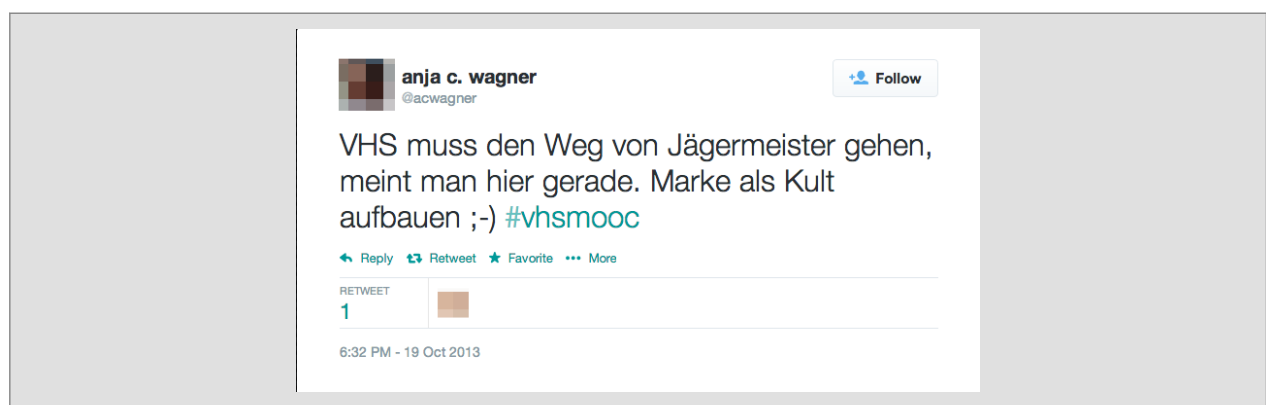 anja c. wagner
@acwagner
Follow
VHS muss den Weg von Jägermeister gehen,
meint man hier gerade. Marke als Kult
aufbauen ;-) #vhsmooc
Reply Retweet Favorite More
RETWEET
1
6:32 PM - 19 Oct 2013